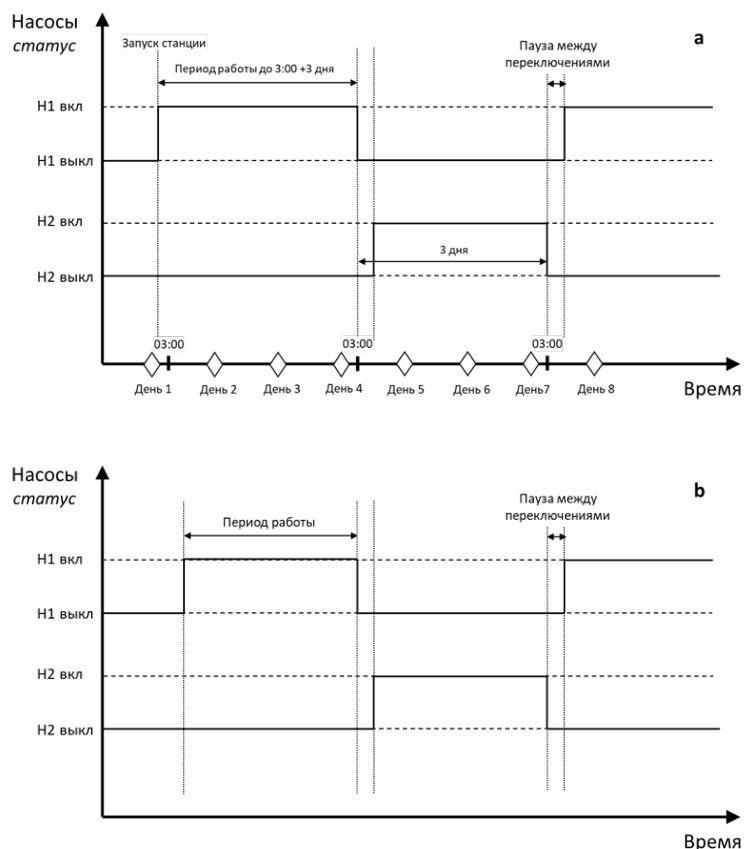 Насосы
статус
a
Запуск станции
Период работы до 3:00 +3 дня
Пауза между
переключениями
Н1 вкл
Н1 выкл
Н2 вкл
3 дня
Н2 выкл
03:00
03:00
03:00
День 1
День 2
День 3
День 4
День 5
День 6
День7
День 8
Время
Насосы
статус
b
Период работы
Пауза между
переключениями
Н1 вкл
Н1 выкл
Н2 вкл
Н2 выкл
Время